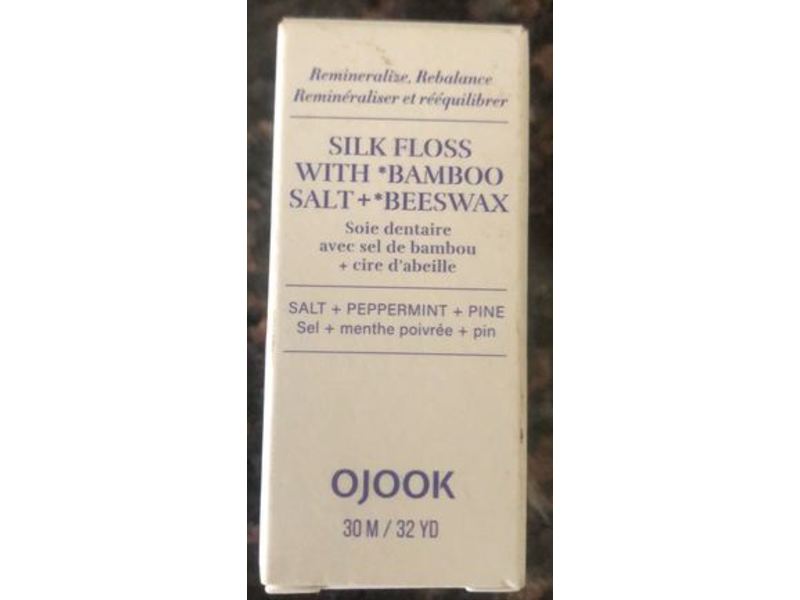 Remineralize, Rebalance
Reminéraliser et rééquilibrer
SILK FLOSS
WITH *BAMBOO
SALT+*BEESWAX
Soie dentaire
avec sel de bambou
+ cire d'abeille
SALT + PEPPERMINT + PINE
Sel + menthe poivrée + pin
OJOOK
30 M / 32 YD